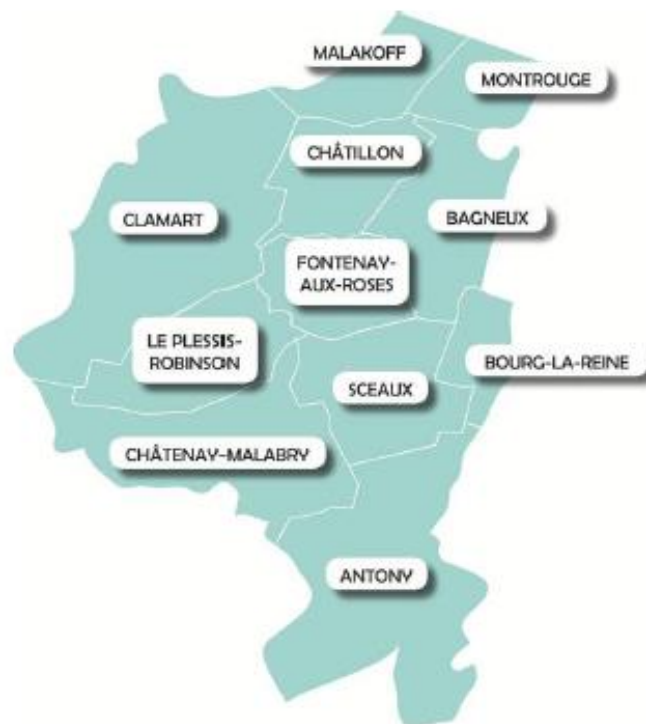 MALAKOFF
MONTROUGE
CHÂTILLON
CLAMART
BAGNEUX
FONTENAY-
AUX-ROSES
LE PLESSIS-
ROBINSON
BOURG-LA-REINE
SCEAUX
CHÂTENAY-MALABRY
ANTONY